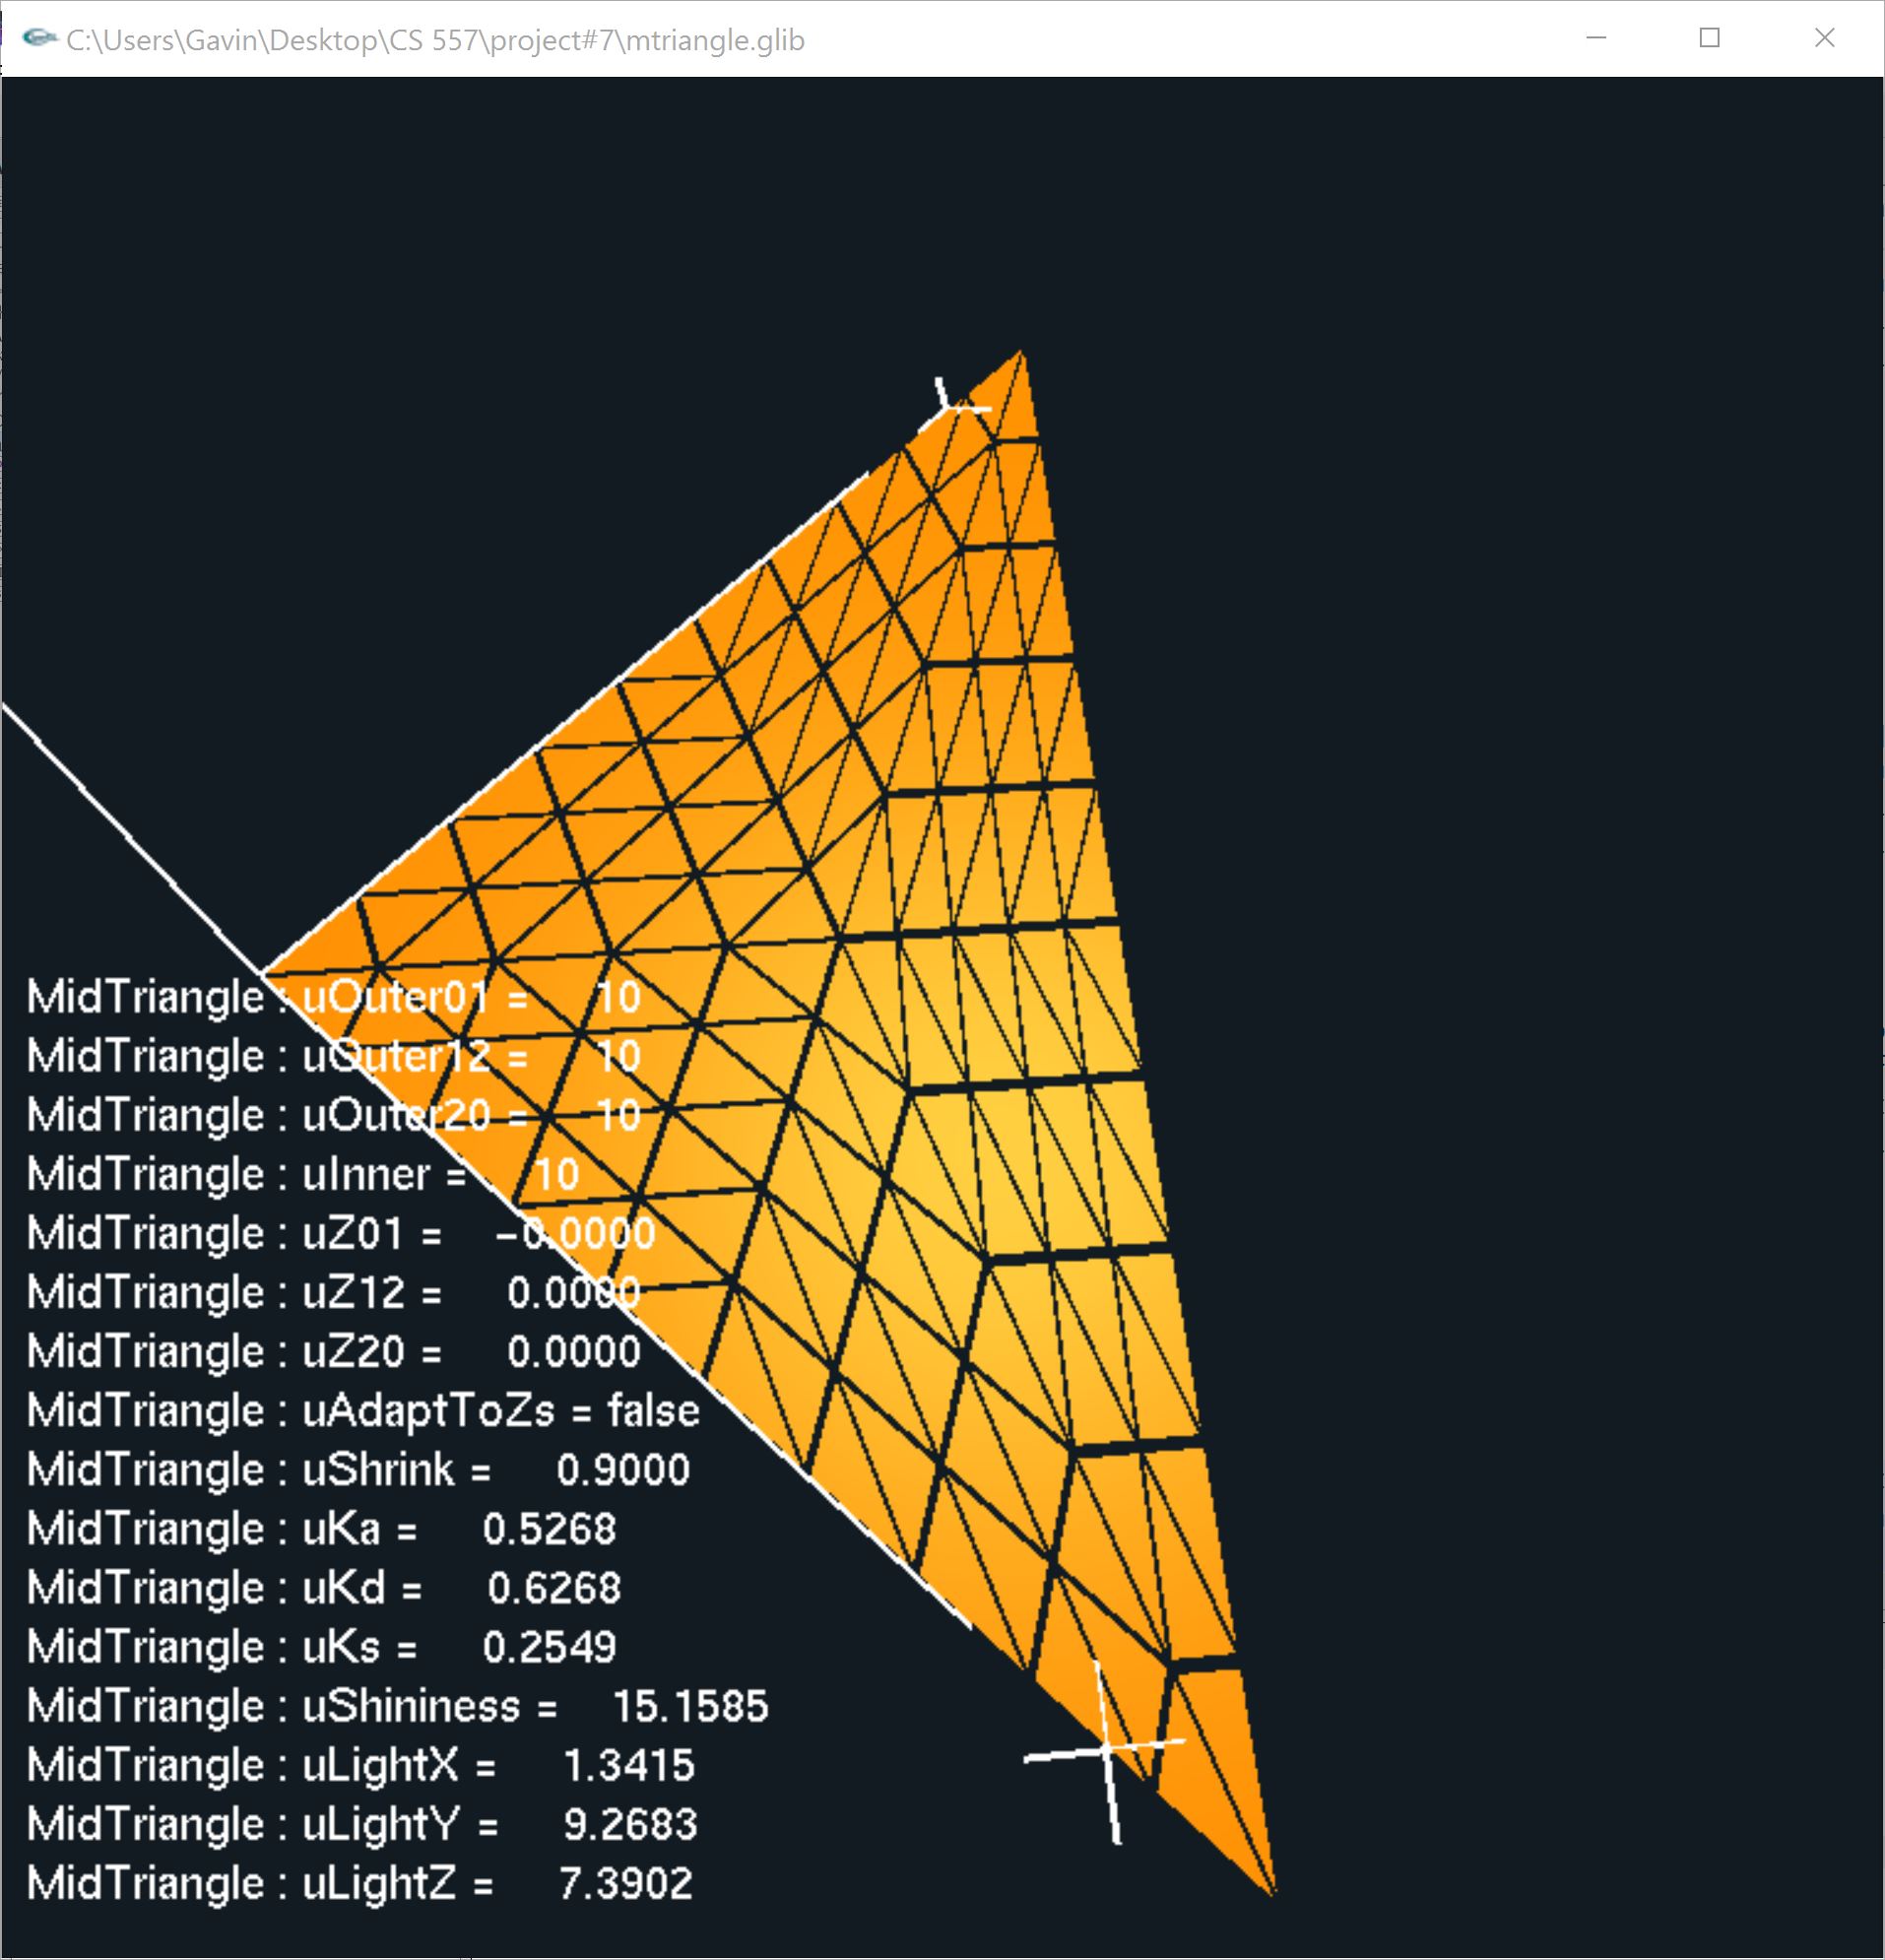 C:\Users\Gavin\Desktop\CS 557\project#7\mtriangle.glib
MidTriangle : uOuter01 = 10
MidTriangle : uOuter12 = 10
MidTriangle : uOuter20 = 10
MidTriangle : uInner = 10
MidTriangle : uZ01 = -0.0000
MidTriangle : uZ12 = 0.0000
MidTriangle : uZ20 = 0.0000
MidTriangle : uAdaptToZs = false
MidTriangle : uShrink = 0.9000
MidTriangle : uKa = 0.5268
MidTriangle : uKd = 0.6268
MidTriangle : uKs = 0.2549
MidTriangle : uShininess = 15.1585
MidTriangle : uLightX = 1.3415
MidTriangle : uLightY = 9.2683
MidTriangle : uLightZ = 7.3902